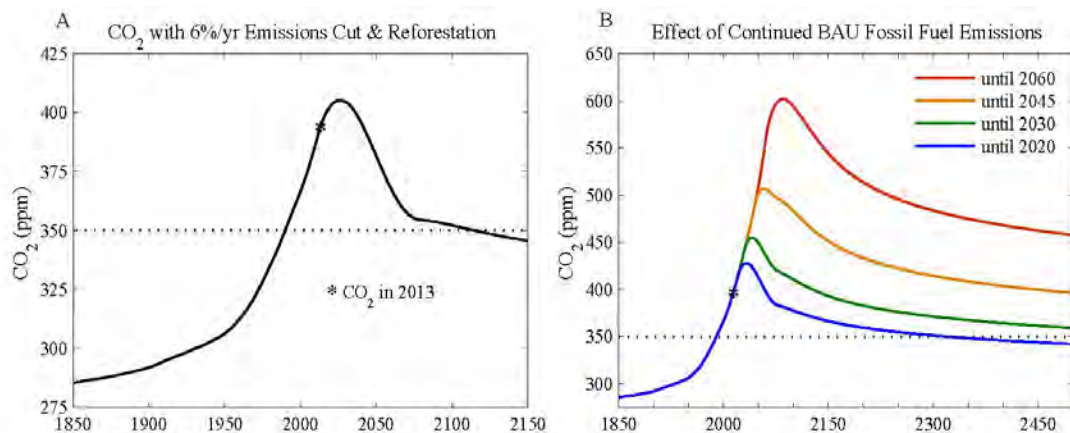 A
CO2 with 6%/yr Emissions Cut & Reforestation
425
400
375
350
325
300
275
CO2 (ppm)
* CO2 in 2013
1850 1900 1950 2000 2050 2100 2150
B
Effect of Continued BAU Fossil Fuel Emissions
650
600
550
500
450
400
350
300
CO2 (ppm)
until 2060
until 2045
until 2030
until 2020
1850 2000 2150 2300 2450